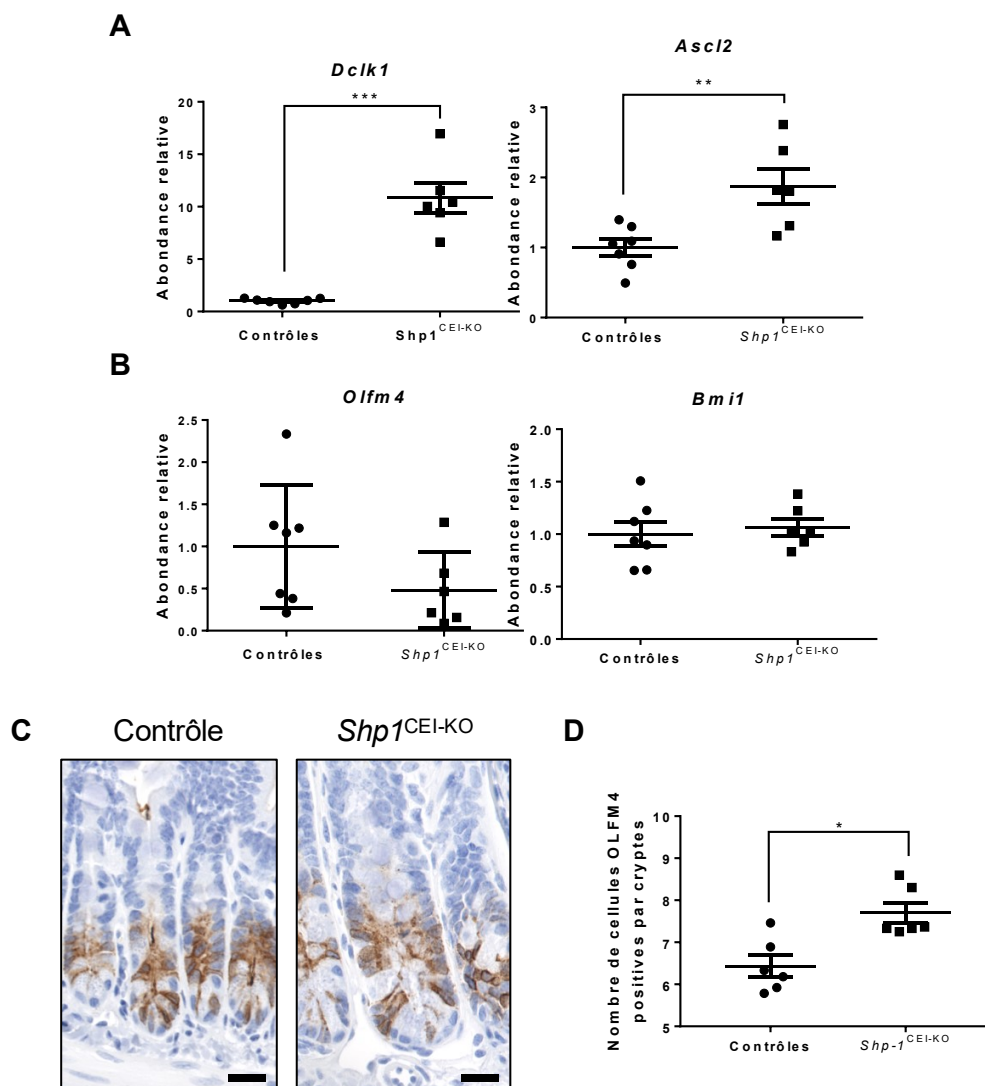 A
Dclk1
Abondance relative
***
20
15
10
5
0
Contrôles
Shp1CEI-KO
Ascl2
Abondance relative
**
3
2
1
0
Contrôles
Shp1CEI-KO
B
Olfm4
Abondance relative
2.5
2.0
1.5
1.0
0.5
0.0
Contrôles
Shp1CEI-KO
Bmi1
Abondance relative
2.0
1.5
1.0
0.5
0.0
Contrôles
Shp1CEI-KO
C
Contrôle
Shp1CEI-KO
D
Nombre de cellules OLFM4
positives par cryptes
*
10
9
8
7
6
5
Contrôles
Shp-1CEI-KO